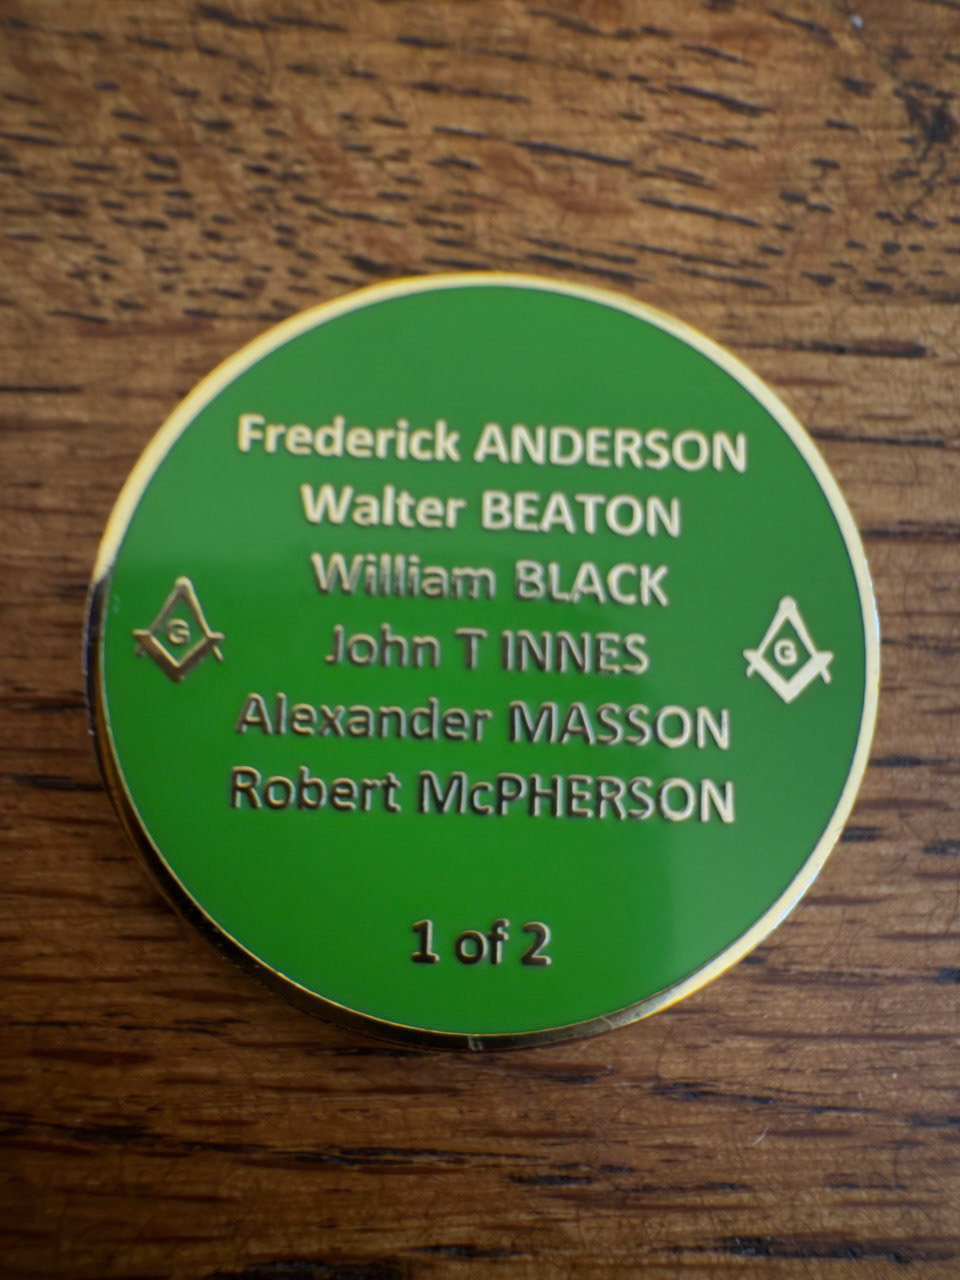 Frederick ANDERSON
Walter BEATON
William BLACK
John T INNES
Alexander MASSON
Robert McPHERSON
G
G
1 of 2